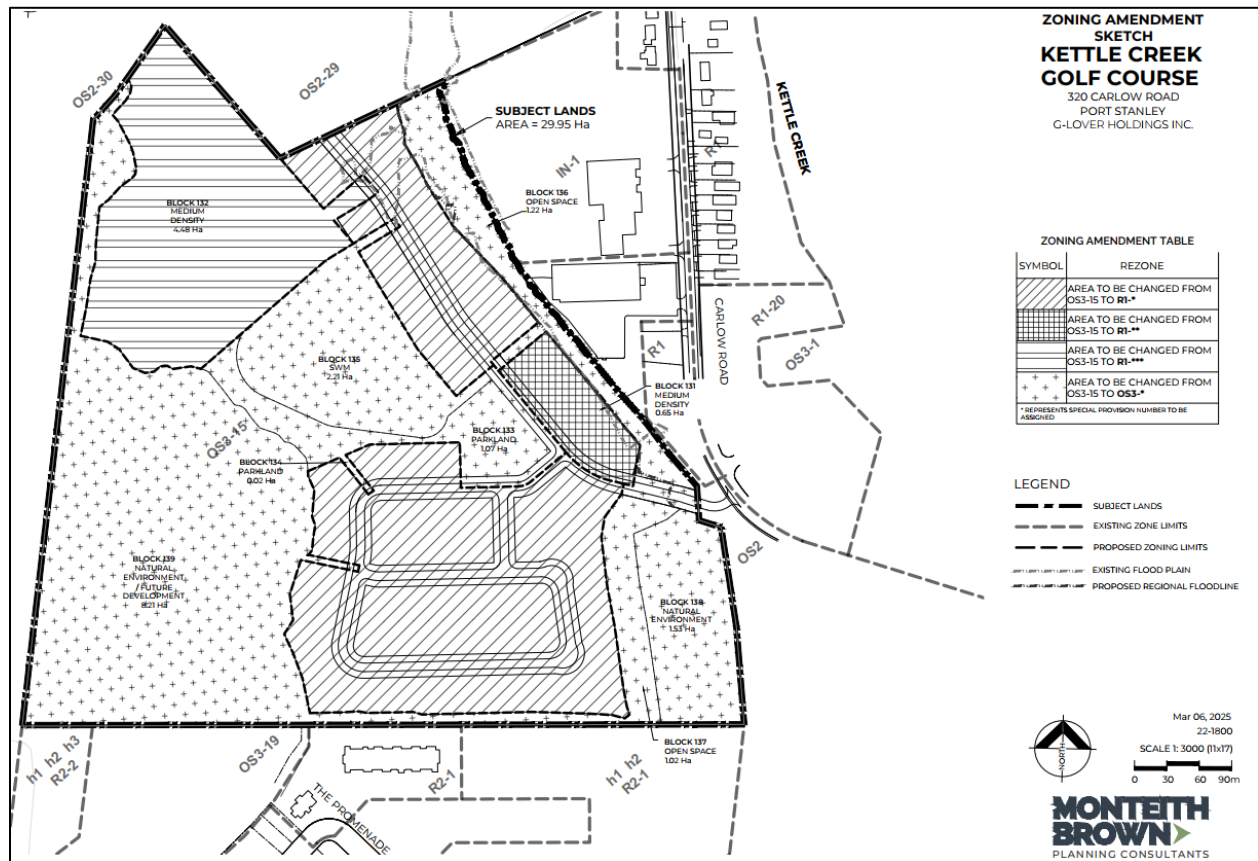 ZONING AMENDMENT
SKETCH
KETTLE CREEK
GOLF COURSE
320 CARLOW ROAD
PORT STANLEY
G-LOVER HOLDINGS INC.
OS2-30
OS2-29
SUBJECT LANDS
AREA = 29.95 Ha
KETTLE CREEK
R1
IN-1
BLOCK 136
OPEN SPACE
1.22 Ha
BLOCK 132
MEDIUM
DENSITY
4.48 Ha
ZONING AMENDMENT TABLE
SYMBOL
REZONE
AREA TO BE CHANGED FROM
OS3-15 TO R1-*
AREA TO BE CHANGED FROM
OS3-15 TO R1-**
AREA TO BE CHANGED FROM
OS3-15 TO R1-***
AREA TO BE CHANGED FROM
OS3-15 TO OS3-*
* REPRESENTS SPECIAL PROVISION NUMBER TO BE
ASSIGNED
CARLOW ROAD
R1-20
OS3-1
R1
BLOCK 135
SWM
2.21 Ha
BLOCK 131
MEDIUM
DENSITY
0.65 Ha
BLOCK 133
PARKLAND
1.07 Ha
OS3-15
BLOCK 134
PARKLAND
0.02 Ha
LEGEND
SUBJECT LANDS
EXISTING ZONE LIMITS
PROPOSED ZONING LIMITS
EXISTING FLOOD PLAIN
PROPOSED REGIONAL FLOODLINE
OS2
BLOCK 139
NATURAL
ENVIRONMENT
/ FUTURE
DEVELOPMENT
8.21 Ha
BLOCK 138
NATURAL
ENVIRONMENT
1.53 Ha
BLOCK 137
OPEN SPACE
1.02 Ha
h1 h2 h3
R2-2
OS3-19
R2-1
h1 h2
R2-1
THE PROMENADE
NORTH
Mar 06, 2025
22-1800
SCALE 1: 3000 (11x17)
0 30 60 90m
MONTEITH
BROWN
PLANNING CONSULTANTS